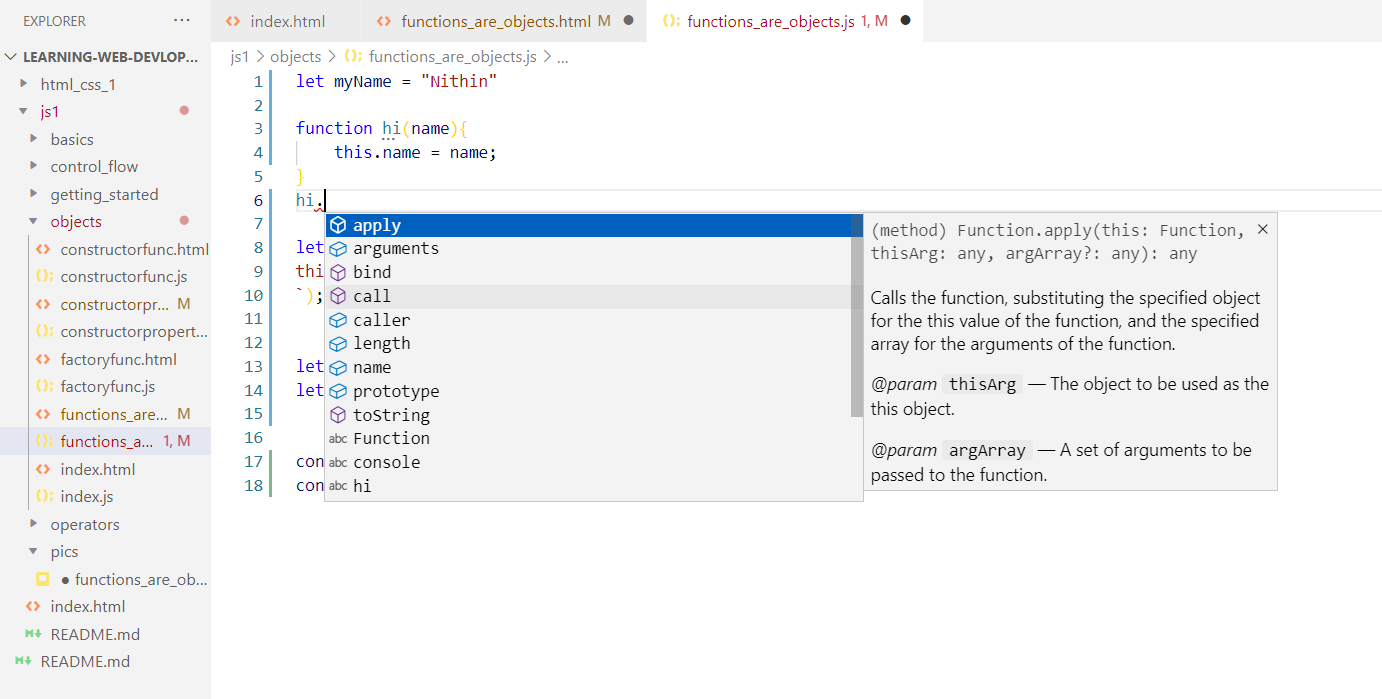 EXPLORER ···
LEARNING-WEB-DEVLOP...
html_css_1
js1
basics
control_flow
getting_started
objects
constructorfunc.html
constructorfunc.js
constructorpr... M
constructorpropert...
factoryfunc.html
factoryfunc.js
functions_are... M
functions_a... 1, M
index.html
index.js
operators
pics
● functions_are_ob...
index.html
README.md
README.md
index.html
functions_are_objects.html M ●
functions_are_objects.js 1, M ●
js1 > objects > functions_are_objects.js > ...
1 let myName = "Nithin"
2
3 function hi(name){
4 this.name = name;
5 }
6 hi.
7
8 let
9 thi
10 `);
11
12
13 let
14 let
15
16
17 con
18 con
apply
arguments
bind
call
caller
length
name
prototype
toString
abc Function
abc console
abc hi
(method) Function.apply(this: Function, ×
thisArg: any, argArray?: any): any
Calls the function, substituting the specified object
for the this value of the function, and the specified
array for the arguments of the function.
@param thisArg — The object to be used as the
this object.
@param argArray — A set of arguments to be
passed to the function.